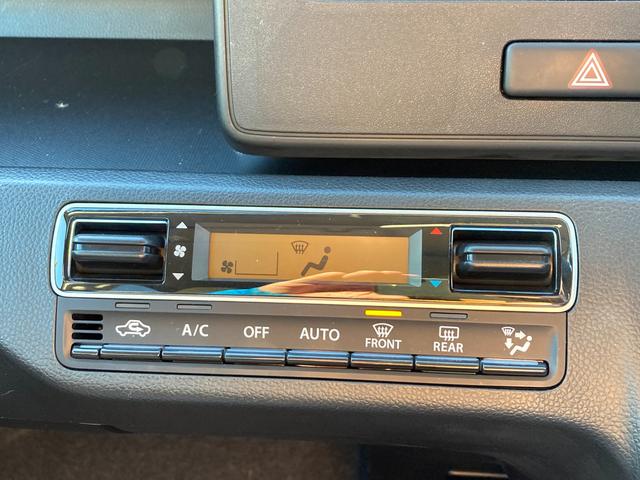 A/C OFF AUTO FRONT REAR